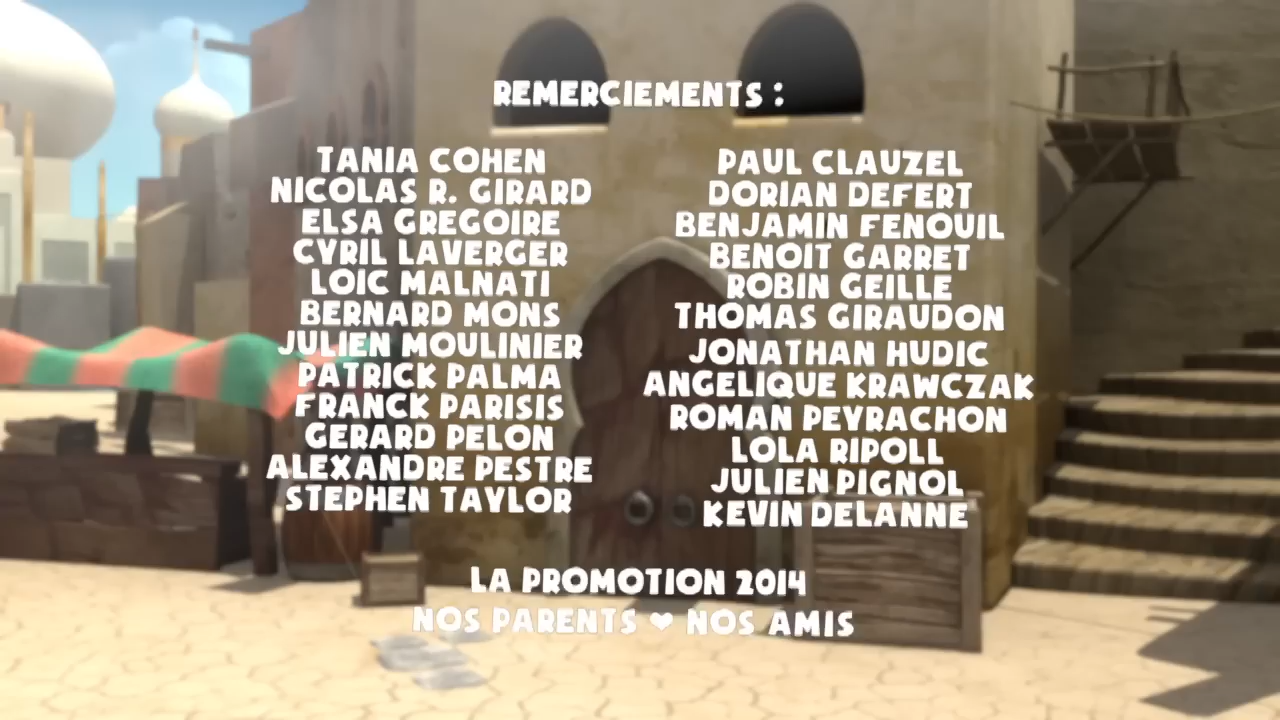 REMERCIEMENTS :
TANIA COHEN
NICOLAS R. GIRARD
ELSA GREGOIRE
CYRIL LAVERGER
LOIC MALNATI
BERNARD MONS
JULIEN MOULINIER
PATRICK PALMA
FRANCK PARISIS
GERARD PELON
ALEXANDRE PESTRE
STEPHEN TAYLOR
PAUL CLAUZEL
DORIAN DEFERT
BENJAMIN FENOUIL
BENOIT GARRET
ROBIN GEILLE
THOMAS GIRAUDON
JONATHAN HUDIC
ANGELIQUE KRAWCZAK
ROMAN PEYRACHON
LOLA RIPOLL
JULIEN PIGNOL
KEVIN DELANNE
LA PROMOTION 2014
NOS PARENTS ❤ NOS AMIS